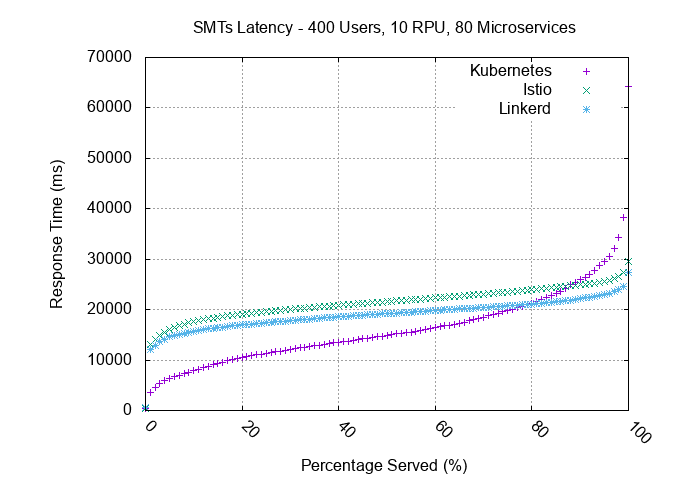 SMTs Latency - 400 Users, 10 RPU, 80 Microservices
70000
60000
50000
40000
30000
20000
10000
0
Response Time (ms)
Kubernetes
Istio
Linkerd
0
20
40
60
80
100
Percentage Served (%)